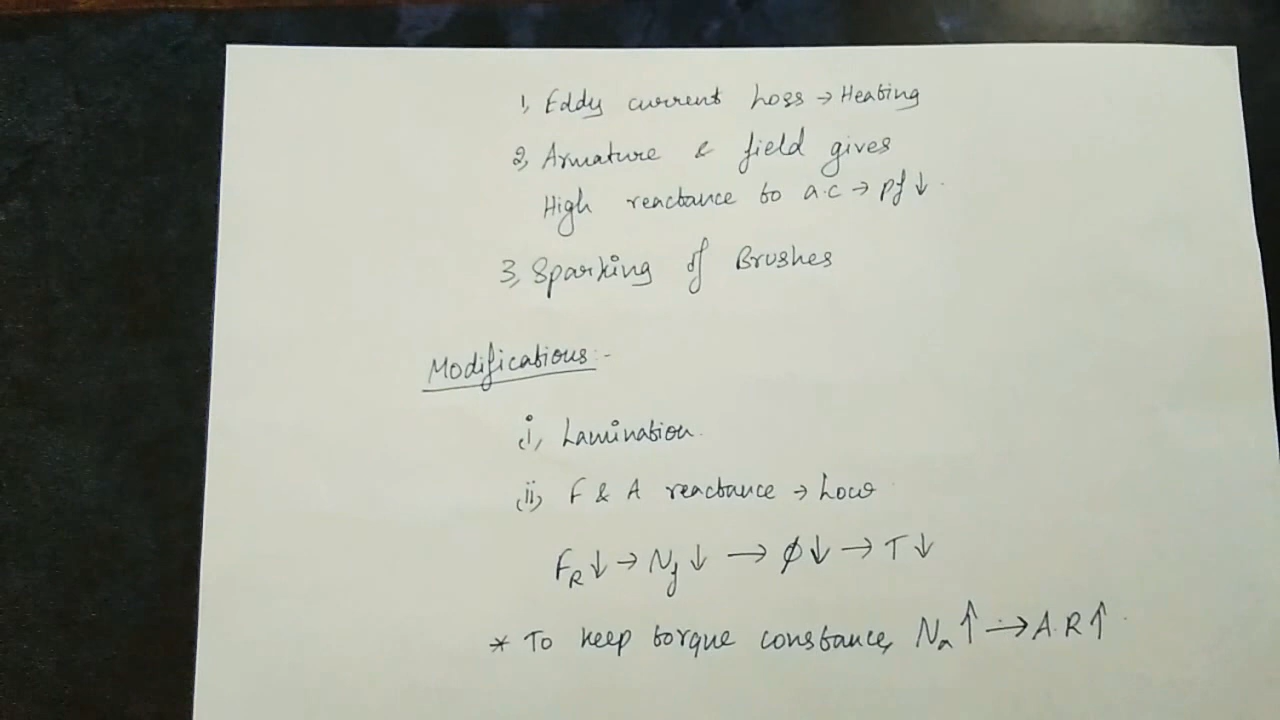 1, Eddy current Loss → Heating
2, Armature & field gives
High reactance to a.c → pf ↓.
3, Sparking of Brushes
Modifications:-
(i), Lamination.
(ii), F & A reactance → Low
F_R ↓ → N_f ↓ → ϕ ↓ → T ↓
* To keep torque constance, N_a ↑ → A.R ↑.